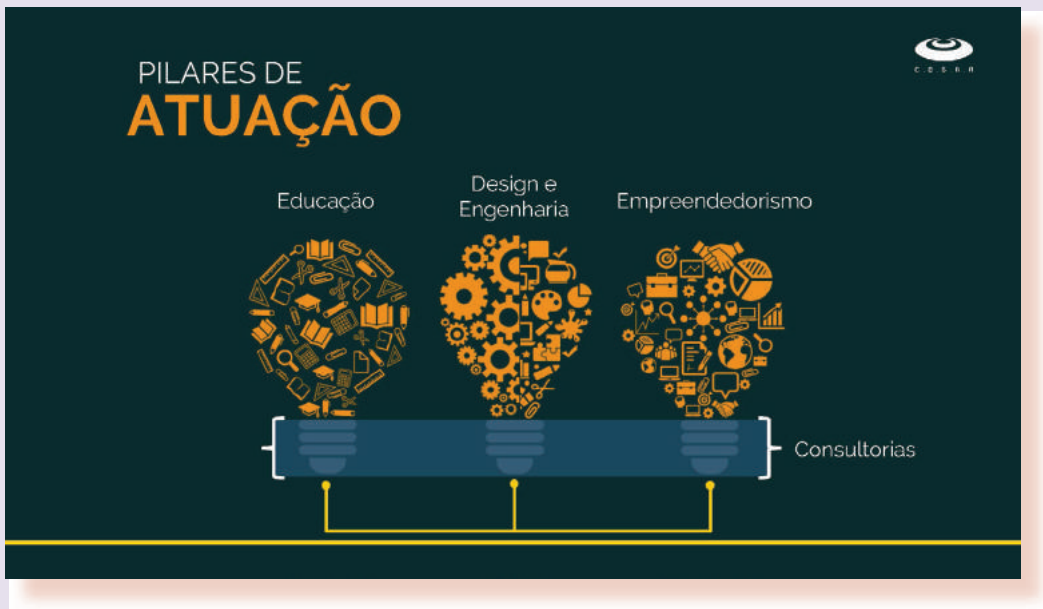 PILARES DE
ATUAÇÃO
Educação
Design e
Engenharia
Empreendedorismo
Consultorias